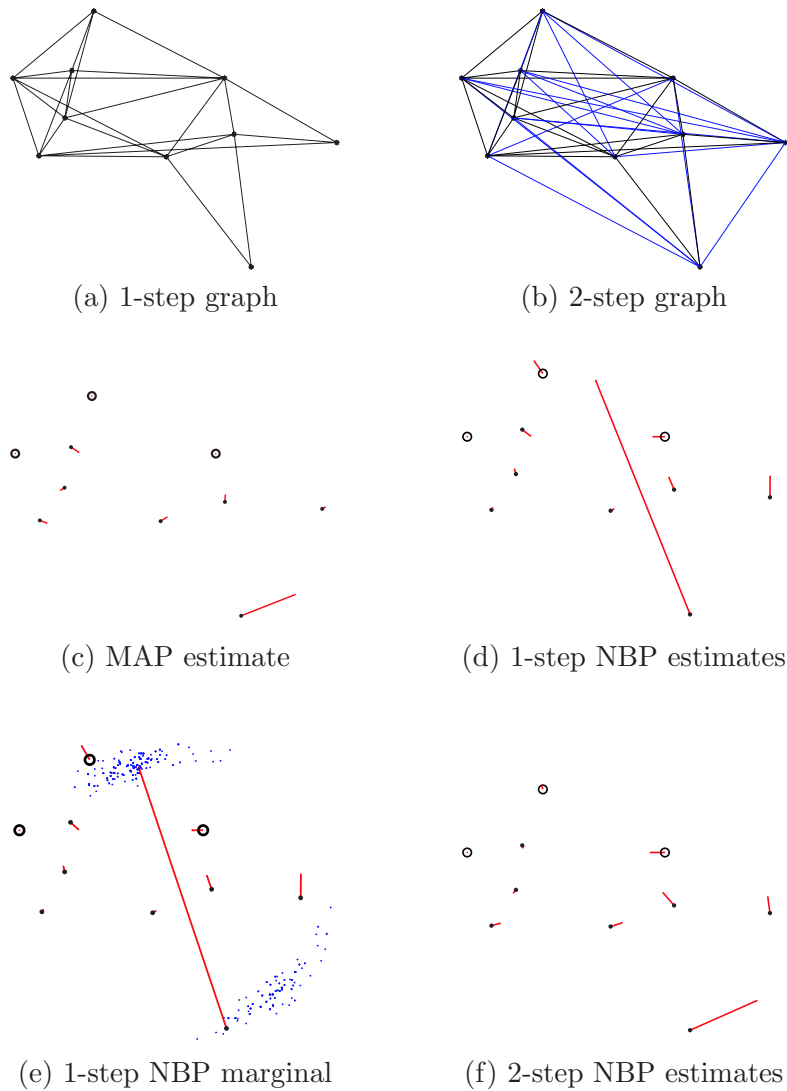 (a) 1-step graph
(b) 2-step graph
(c) MAP estimate
(d) 1-step NBP estimates
(e) 1-step NBP marginal
(f) 2-step NBP estimates